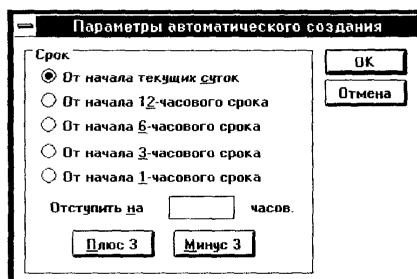 Параметры автоматического создания
Срок
От начала текущих суток
От начала 12-часового срока
От начала 6-часового срока
От начала 3-часового срока
От начала 1-часового срока
Отступить на часов.
Плюс 3 Минус 3
OK
Отмена